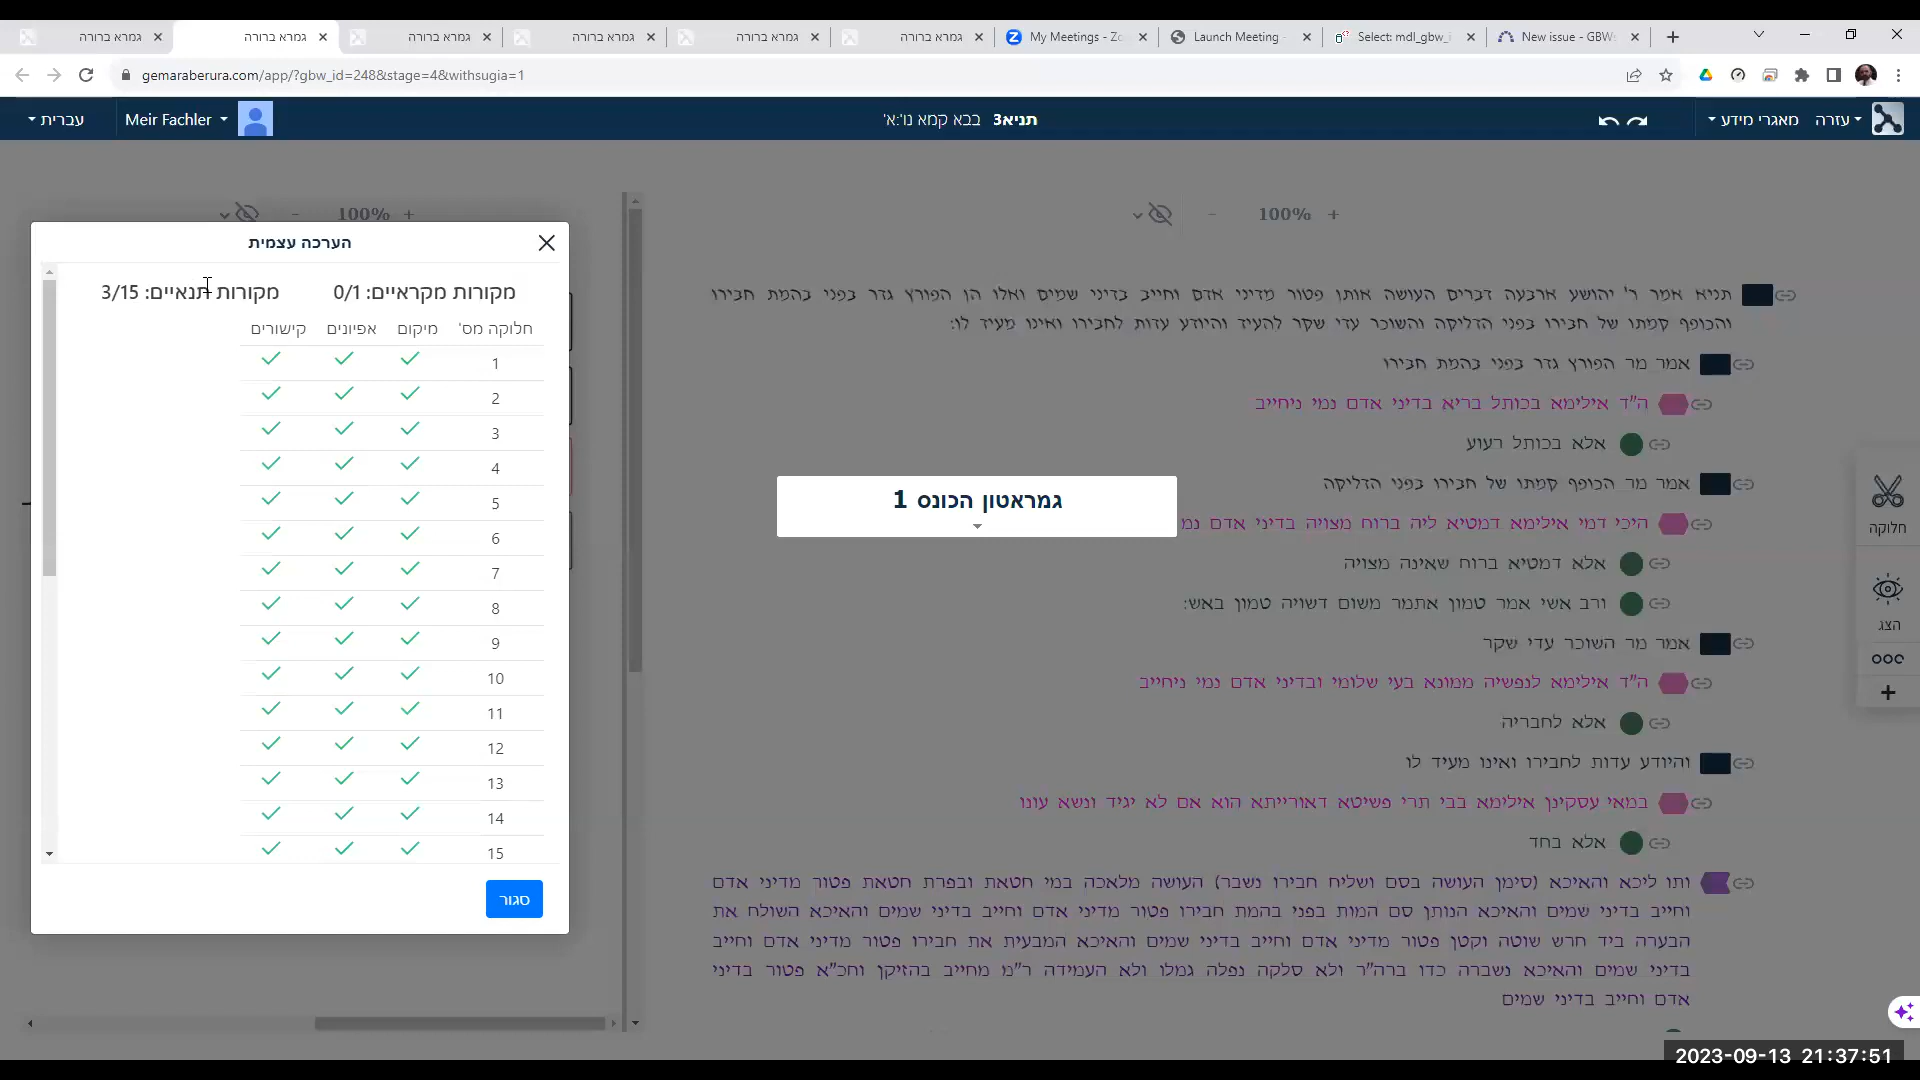 גמרא ברורה
גמרא ברורה
גמרא ברורה
גמרא ברורה
גמרא ברורה
גמרא ברורה
My Meetings - Zo
Launch Meeting -
Select: mdl_gbw_i
New issue - GBW
gemaraberura.com/app/?gbw_id=248&stage=4&withsugia=1
עזרה
מאגרי מידע
תניא3 בבא קמא נו':א'
Meir Fachler
עברית
100%
100%
תניא אמר ר' יהושע ארבעה דברים העושה אותן פטור מדיני אדם וחייב בדיני שמים ואלו הן הפורץ גדר בפני בהמת חבירו
והכופף קמתו של חבירו בפני הדליקה והשוכר עדי שקר להעיד והיודע עדות לחבירו ואינו מעיד לו:
אמר מר הפורץ גדר בפני בהמת חבירו
ה"ד אילימא בכותל בריא בדיני אדם נמי ניחייב
אלא בכותל רעוע
אמר מר הכופף קמתו של חבירו בפני הדליקה
היכי דמי אילימא דמטיא ליה ברוח מצויה בדיני אדם נמ
אלא דמטיא ברוח שאינה מצויה
ורב אשי אמר טמון אתמר משום דשויה טמון באש:
אמר מר השוכר עדי שקר
ה"ד אילימא לנפשיה ממונא בעי שלומי ובדיני אדם נמי ניחייב
אלא לחבריה
והיודע עדות לחבירו ואינו מעיד לו
במאי עסקינן אילימא בבי תרי פשיטא דאורייתא הוא אם לא יגיד ונשא עונו
אלא בחד
ותו ליכא והאיכא (סימן העושה בסם ושליח חבירו נשבר) העושה מלאכה במי חטאת ובפרת חטאת פטור מדיני אדם
וחייב בדיני שמים והאיכא הנותן סם המות בפני בהמת חבירו פטור מדיני אדם וחייב בדיני שמים והאיכא השולח את
הבערה ביד חרש שוטה וקטן פטור מדיני אדם וחייב בדיני שמים והאיכא המבעית את חבירו פטור מדיני אדם וחייב
בדיני שמים והאיכא נשברה כדו ברה"ר ולא סלקה נפלה גמלו ולא העמידה ר"מ מחייב בהזיקן וחכ"א פטור בדיני
אדם וחייב בדיני שמים
גמראטון הכונס 1
חלוקה
הצג
הערכה עצמית
מקורות מקראיים: 0/1
מקורות תנאיים: 3/15
חלוקה מס' מיקום אפיונים קישורים
1
2
3
4
5
6
7
8
9
10
11
12
13
14
15
סגור
2023-09-13 21:37:51